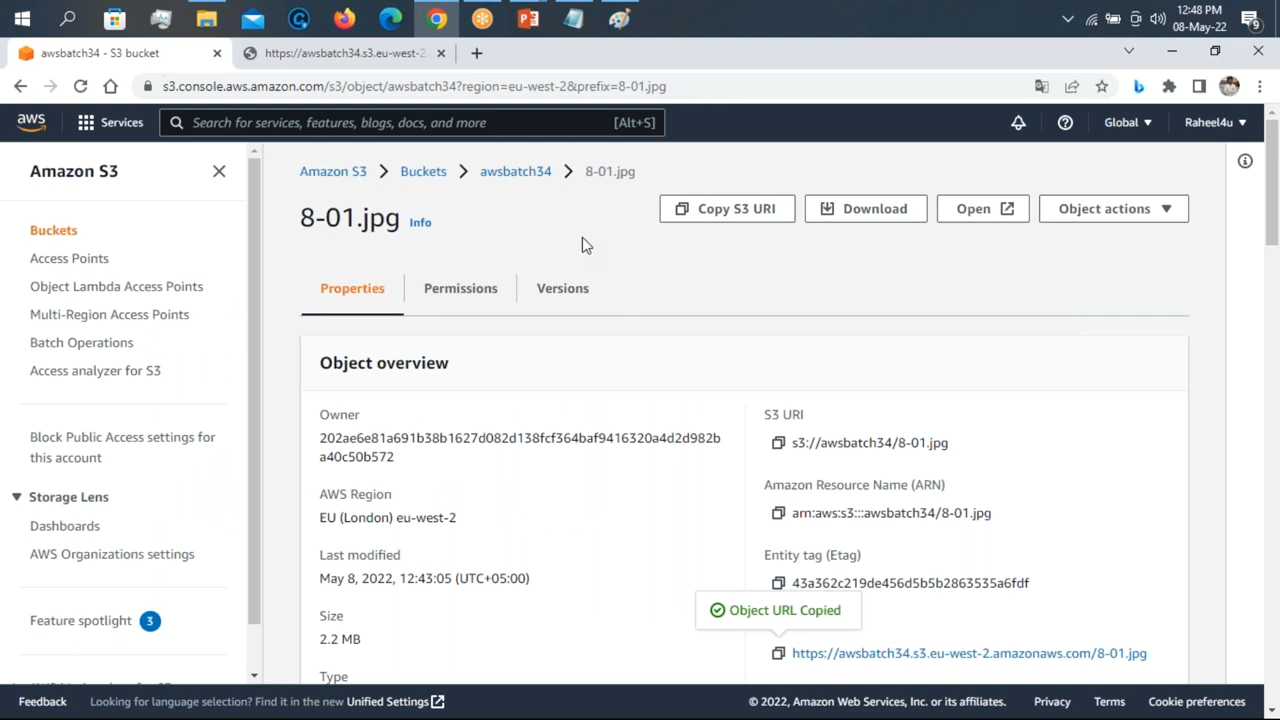 12:48 PM
08-May-22
9
awsbatch34 - S3 bucket
https://awsbatch34.s3.eu-west-2.
s3.console.aws.amazon.com/s3/object/awsbatch34?region=eu-west-2&prefix=8-01.jpg
aws
Services
Search for services, features, blogs, docs, and more
[Alt+S]
Global
Raheel4u
Amazon S3
Buckets
Access Points
Object Lambda Access Points
Multi-Region Access Points
Batch Operations
Access analyzer for S3
Block Public Access settings for
this account
Storage Lens
Dashboards
AWS Organizations settings
Feature spotlight 3
Amazon S3 > Buckets > awsbatch34 > 8-01.jpg
8-01.jpg Info
Copy S3 URI
Download
Open
Object actions
Properties
Permissions
Versions
Object overview
Owner
202ae6e81a691b38b1627d082d138fcf364baf9416320a4d2d982b
a40c50b572
AWS Region
EU (London) eu-west-2
Last modified
May 8, 2022, 12:43:05 (UTC+05:00)
Size
2.2 MB
Type
S3 URI
s3://awsbatch34/8-01.jpg
Amazon Resource Name (ARN)
arn:aws:s3:::awsbatch34/8-01.jpg
Entity tag (Etag)
43a362c219de456d5b5b2863535a6fdf
Object URL Copied
https://awsbatch34.s3.eu-west-2.amazonaws.com/8-01.jpg
Feedback
Looking for language selection? Find it in the new Unified Settings
© 2022, Amazon Web Services, Inc. or its affiliates.
Privacy
Terms
Cookie preferences